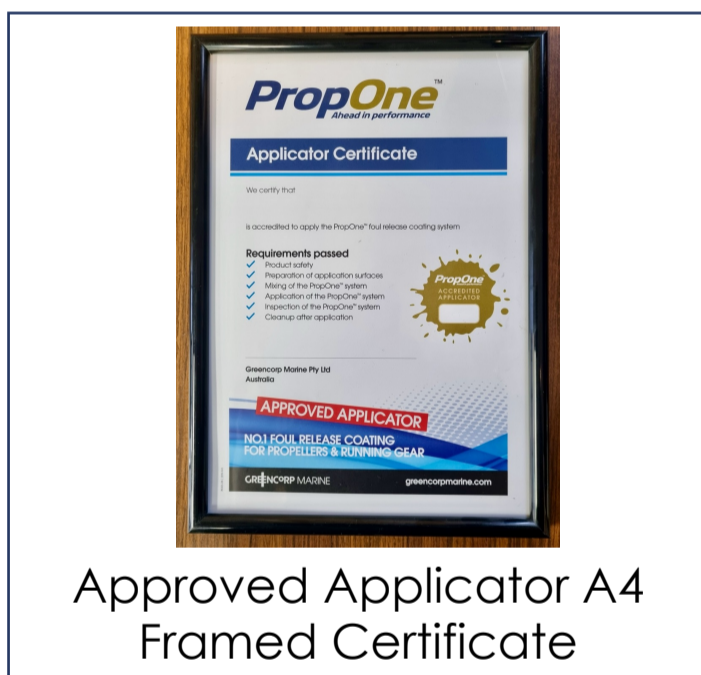 PropOne™
Ahead in performance
Applicator Certificate
We certify that
is accredited to apply the PropOne™ foul release coating system
Requirements passed
Product safety
Preparation of application surfaces
Mixing of the PropOne™ system
Application of the PropOne™ system
Inspection of the PropOne™ system
Cleanup after application
PropOne
ACCREDITED
APPLICATOR
Greencorp Marine Pty Ltd
Australia
APPROVED APPLICATOR
NO.1 FOUL RELEASE COATING
FOR PROPELLERS & RUNNING GEAR
GREENCORP MARINE
greencorpmarine.com
Approved Applicator A4
Framed Certificate